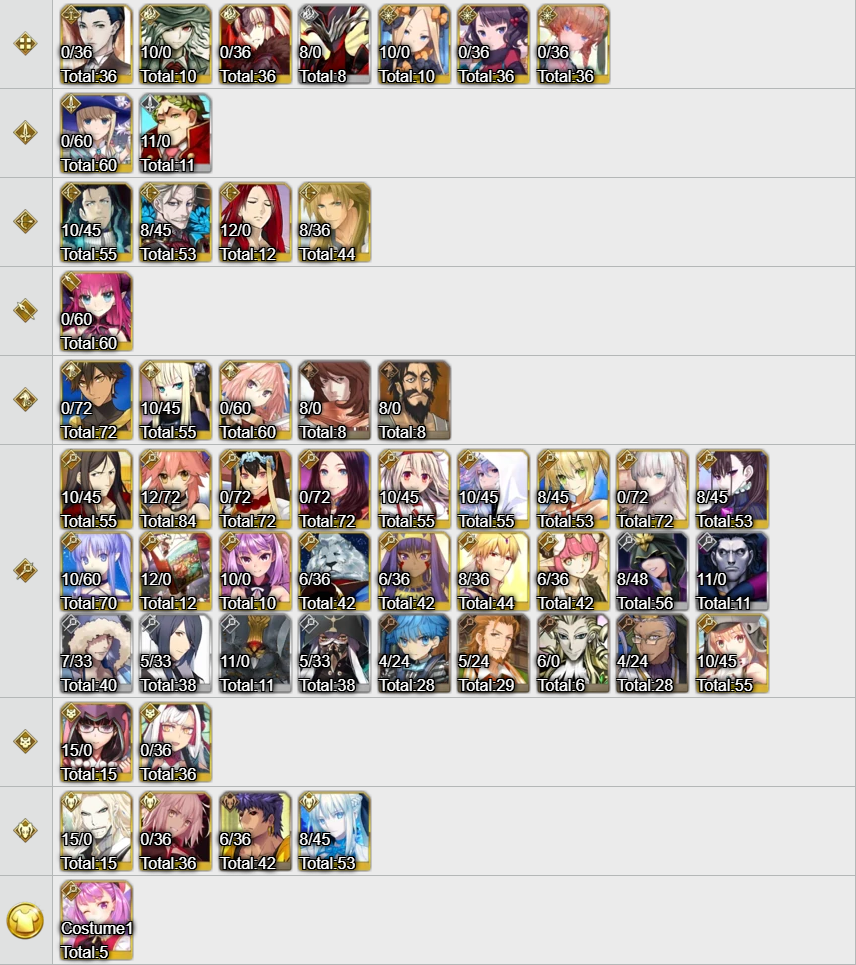 0/36 10/0 0/36 8/0 10/0 0/36 0/36
Total:36 Total:10 Total:36 Total:8 Total:10 Total:36 Total:36
0/60 11/0
Total:60 Total:11
10/45 8/45 12/0 8/36
Total:55 Total:53 Total:12 Total:44
0/60
Total:60
0/72 10/45 0/60 8/0 8/0
Total:72 Total:55 Total:60 Total:8 Total:8
10/45 12/72 0/72 0/72 10/45 10/45 8/45 0/72 8/45
Total:55 Total:84 Total:72 Total:72 Total:55 Total:55 Total:53 Total:72 Total:53
10/60 12/0 10/0 6/36 6/36 8/36 6/36 8/48 11/0
Total:70 Total:12 Total:10 Total:42 Total:42 Total:44 Total:42 Total:56 Total:11
7/33 5/33 11/0 5/33 4/24 5/24 6/0 4/24 10/45
Total:40 Total:38 Total:11 Total:38 Total:28 Total:29 Total:6 Total:28 Total:55
15/0 0/36
Total:15 Total:36
15/0 0/36 6/36 8/45
Total:15 Total:36 Total:42 Total:53
Costume1
Total:5